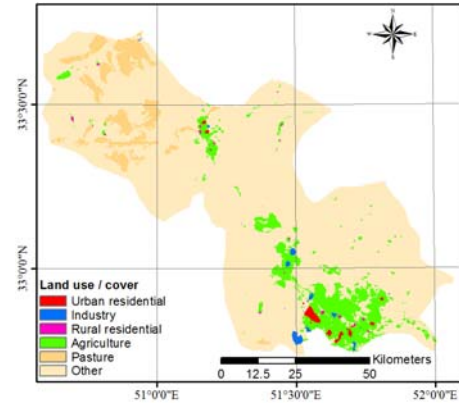 N
W
E
S
33°30'N
33°0'N
Land use / cover
Urban residential
Industry
Rural residential
Agriculture
Pasture
Other
Kilometers
0 12.5 25 50
51°0'0"E 51°30'0"E 52°0'0"E